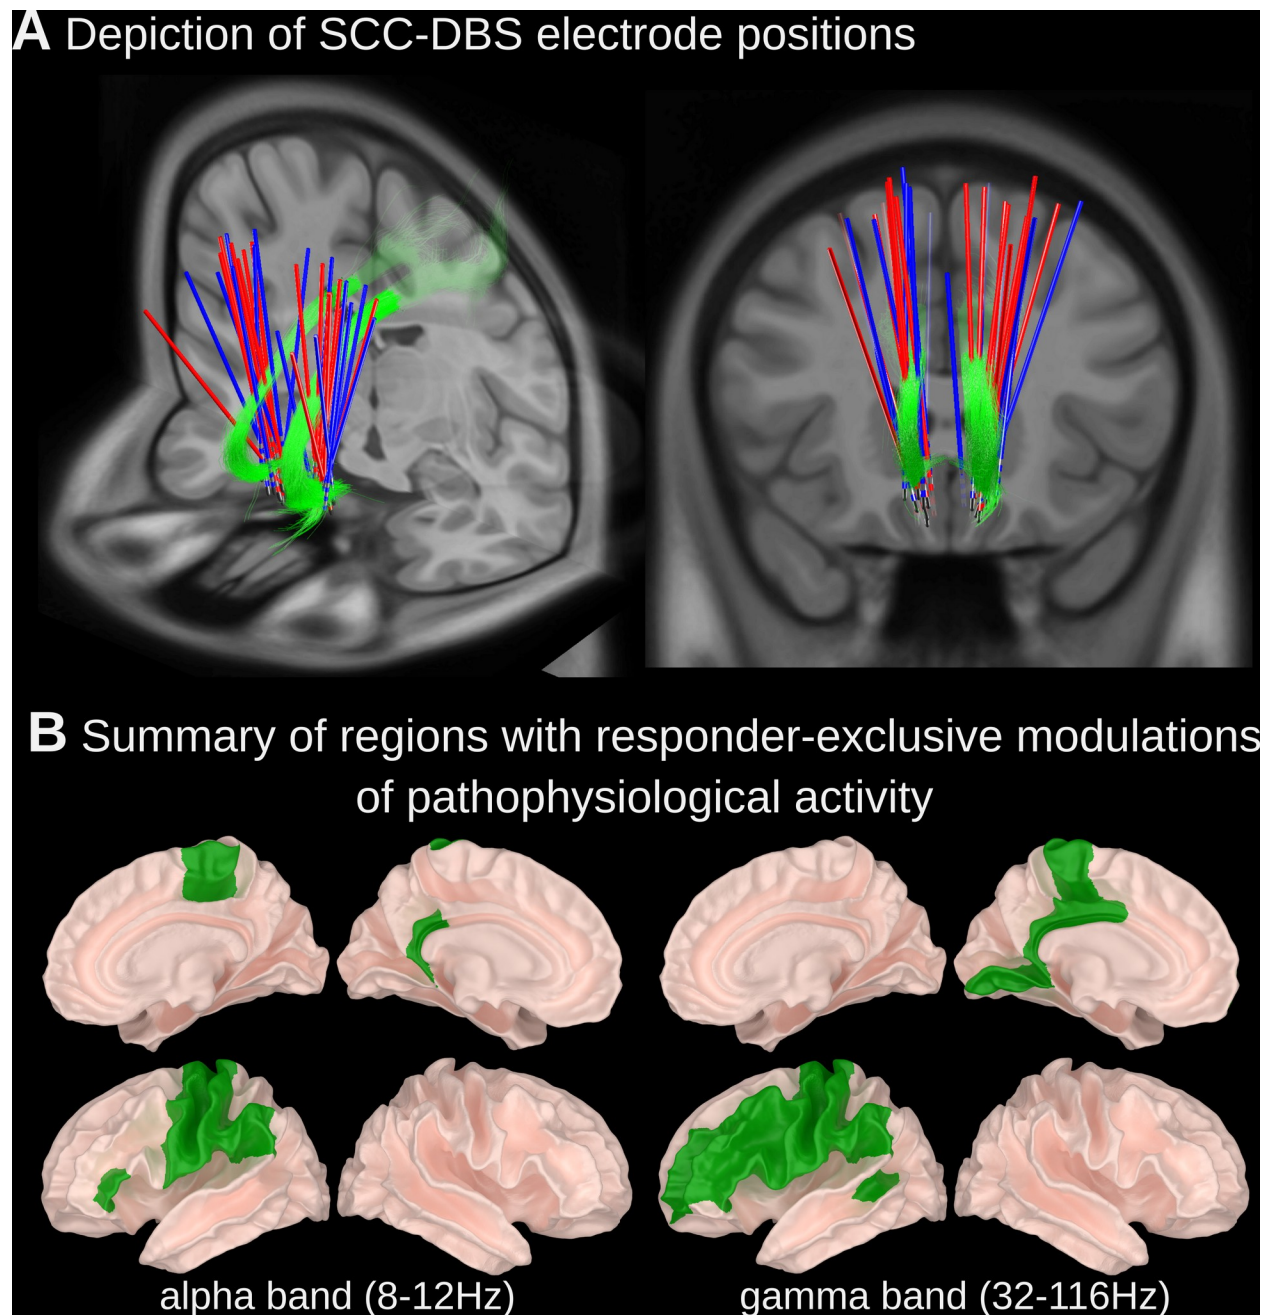 A Depiction of SCC-DBS electrode positions
B Summary of regions with responder-exclusive modulations
of pathophysiological activity
alpha band (8-12Hz)
gamma band (32-116Hz)